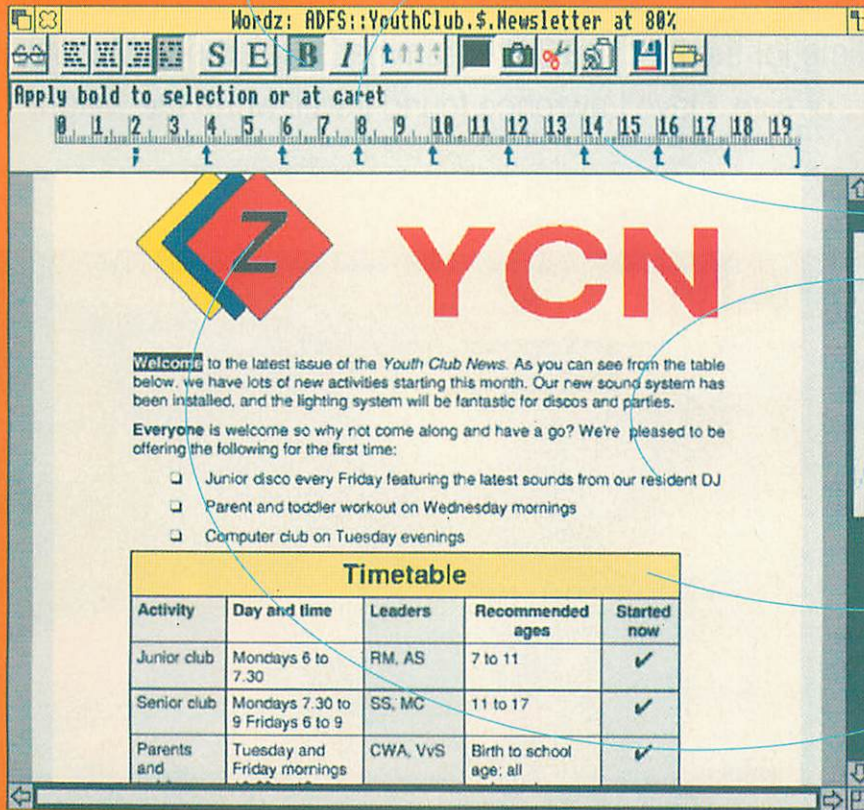 Wordz: ADFS::YouthClub.$.Newsletter at 80%
S E B I
Apply bold to selection or at caret
0 1 2 3 4 5 6 7 8 9 10 11 12 13 14 15 16 17 18 19
Z YCN
Welcome to the latest issue of the Youth Club News. As you can see from the table
below, we have lots of new activities starting this month. Our new sound system has
been installed, and the lighting system will be fantastic for discos and parties.
Everyone is welcome so why not come along and have a go? We're pleased to be
offering the following for the first time:
Junior disco every Friday featuring the latest sounds from our resident DJ
Parent and toddler workout on Wednesday mornings
Computer club on Tuesday evenings
Timetable
Activity Day and time Leaders Recommended ages Started now
Junior club Mondays 6 to 7.30 RM, AS 7 to 11
Senior club Mondays 7.30 to 9 Fridays 6 to 9 SS, MC 11 to 17
Parents and Tuesday and Friday mornings CWA, VvS Birth to school age; all